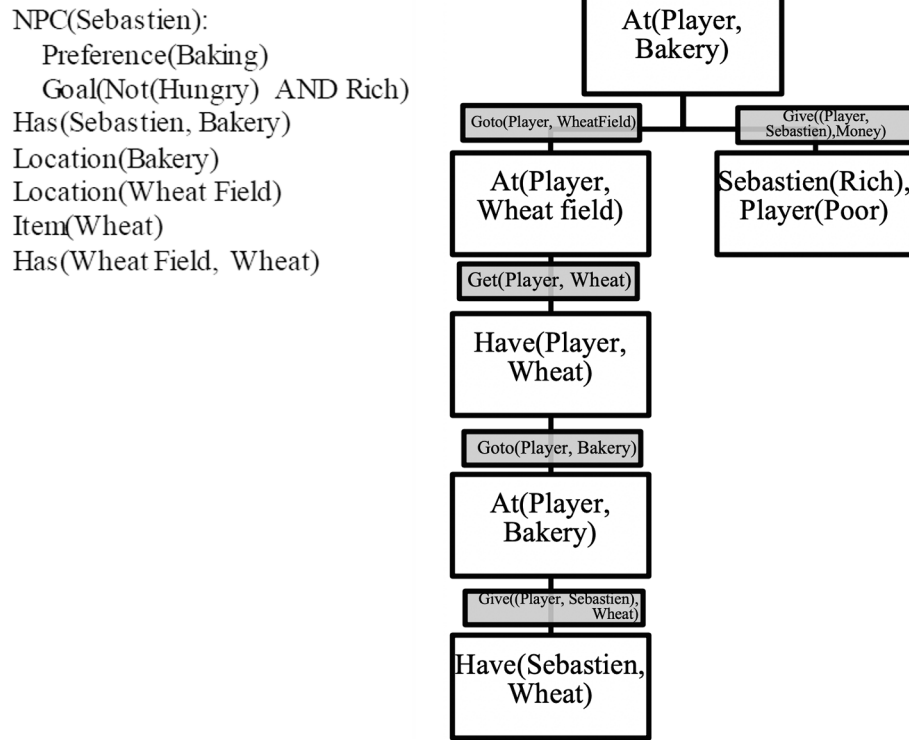 NPC(Sebastien):
Preference(Baking)
Goal(Not(Hungry) AND Rich)
Has(Sebastien, Bakery)
Location(Bakery)
Location(Wheat Field)
Item(Wheat)
Has(Wheat Field, Wheat)
At(Player,
Bakery)
Goto(Player, WheatField)
Give((Player,
Sebastien),Money)
At(Player,
Wheat field)
Sebastien(Rich),
Player(Poor)
Get(Player, Wheat)
Have(Player,
Wheat)
Goto(Player, Bakery)
At(Player,
Bakery)
Give((Player, Sebastien),
Wheat)
Have(Sebastien,
Wheat)